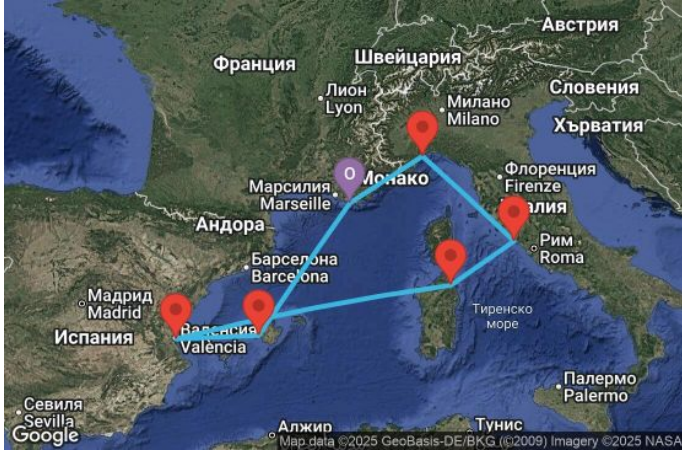 Австрия
Франция
Швейцария
Лион
Lyon
Милано
Milano
Словения
Хърватия
Марсилия
Marseille
O
Монако
Флоренция
Firenze
алия
Андора
Рим
Roma
Барселона
Barcelona
Мадрид
Madrid
Валенсия
València
Испания
Тиренско
море
Палермо
Palermo
Севиля
Sevilla
Алжир
Тунис
Google
Map data ©2025 GeoBasis-DE/BKG (©2009) Imagery ©2025 NASA